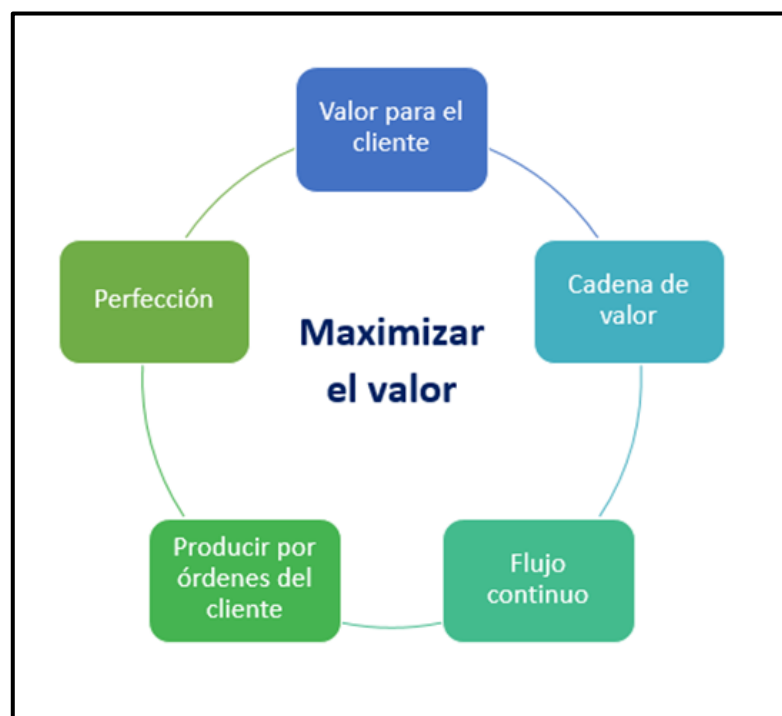 Valor para el
cliente
Cadena de
valor
Flujo
continuo
Producir por
órdenes del
cliente
Perfección
Maximizar
el valor